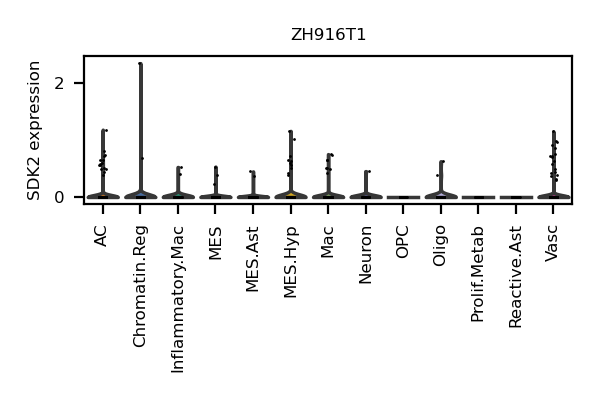 ZH916T1
SDK2 expression
2
0
AC
Chromatin.Reg
Inflammatory.Mac
MES
MES.Ast
MES.Hyp
Mac
Neuron
OPC
Oligo
Prolif.Metab
Reactive.Ast
Vasc